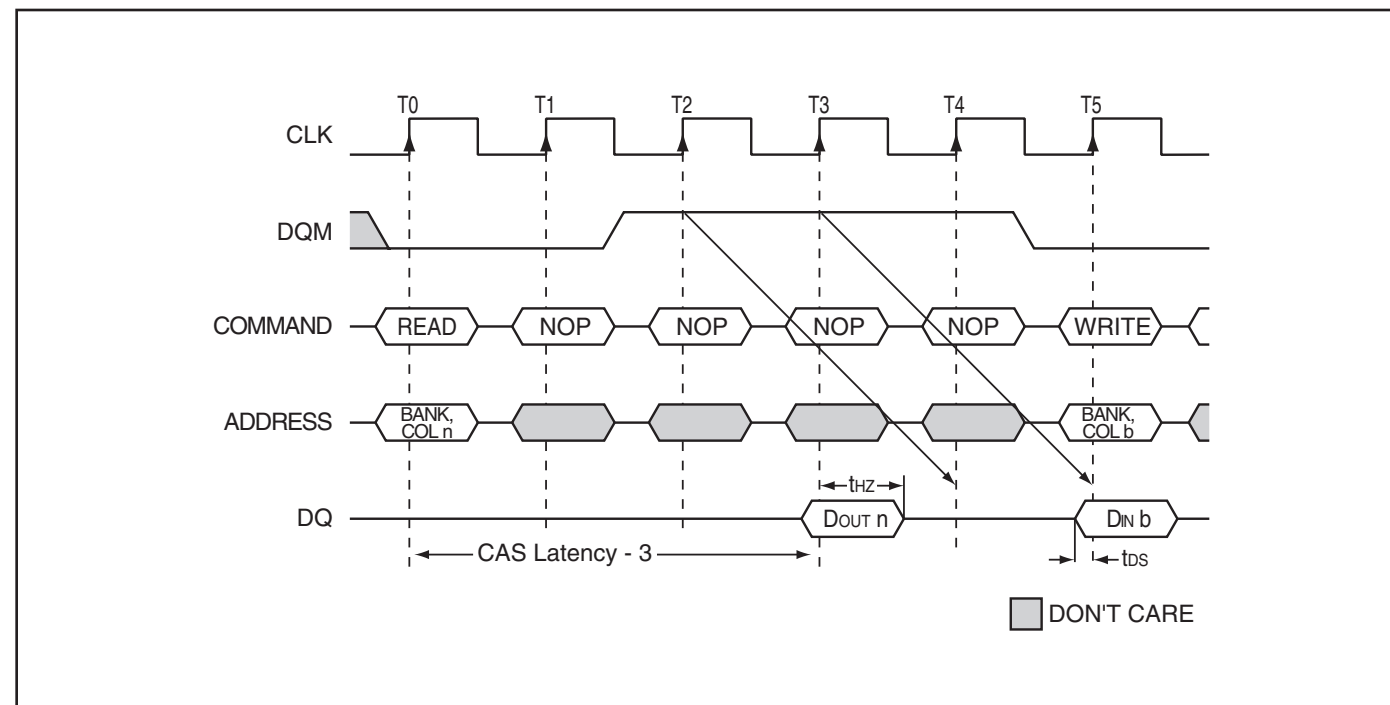 T0 T1 T2 T3 T4 T5
CLK
DQM
COMMAND READ NOP NOP NOP NOP WRITE
ADDRESS BANK, COL n BANK, COL b
tHZ
DQ DOUT n DIN b
CAS Latency - 3 tDS
DON'T CARE